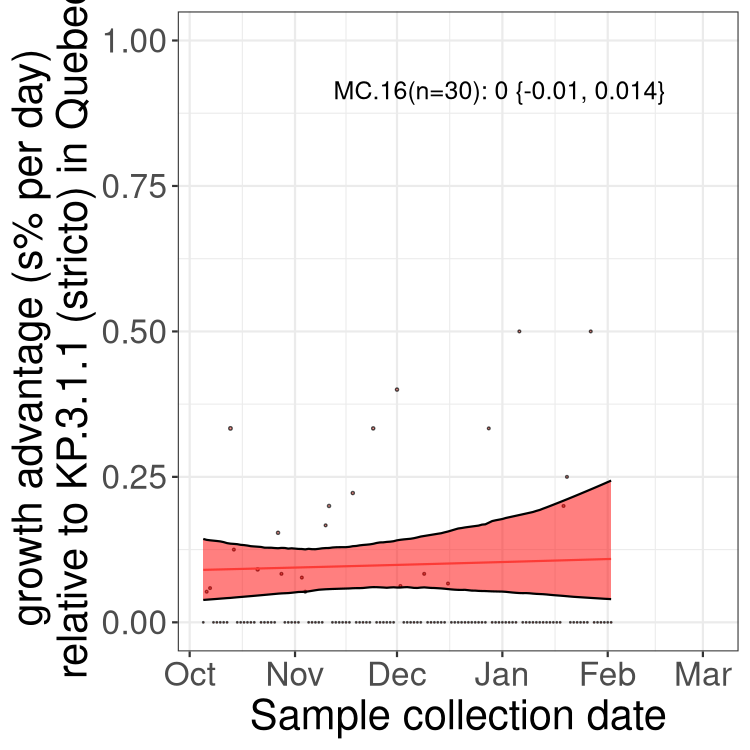 growth advantage (s% per day)
relative to KP.3.1.1 (stricto) in Quebec
1.00
0.75
0.50
0.25
0.00
MC.16(n=30): 0 {-0.01, 0.014}
Oct Nov Dec Jan Feb Mar
Sample collection date